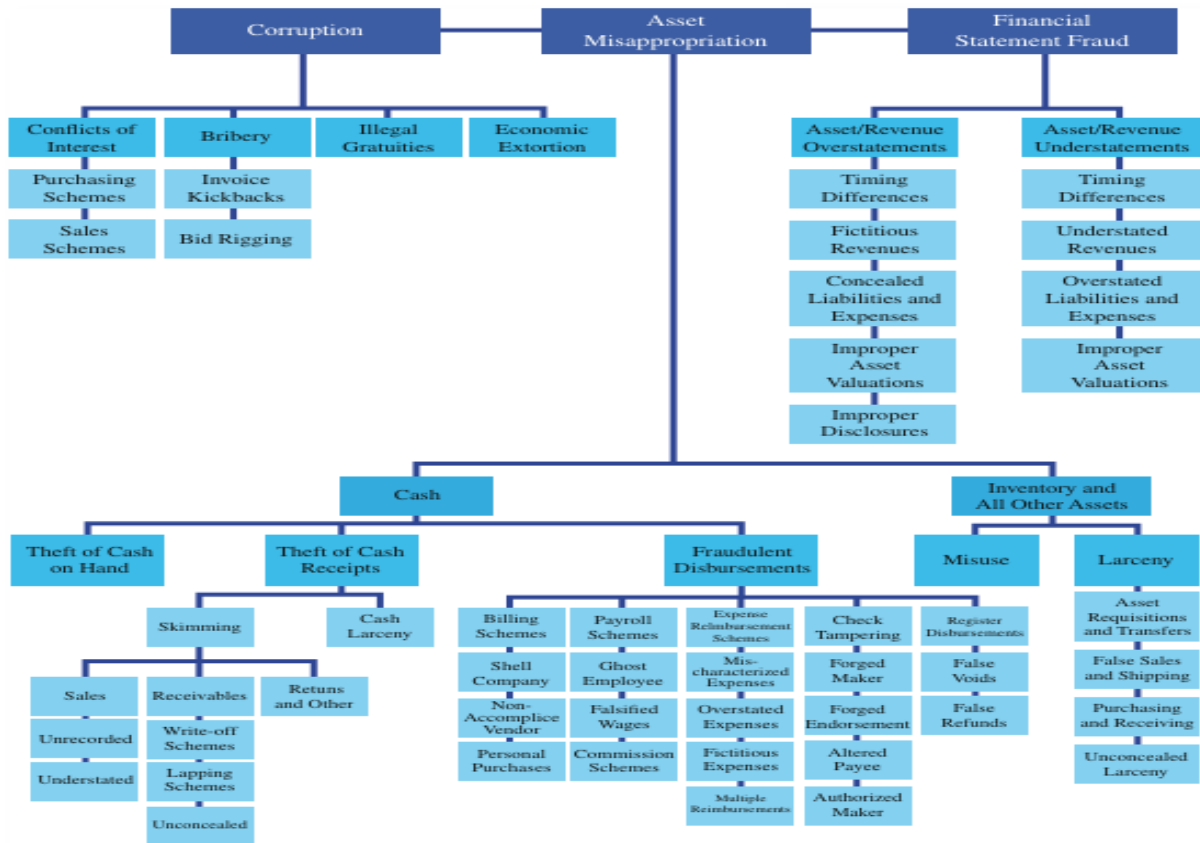 Corruption
Asset
Misappropriation
Financial
Statement Fraud
Conflicts of
Interest
Bribery
Illegal
Gratuities
Economic
Extortion
Asset/Revenue
Overstatements
Asset/Revenue
Understatements
Purchasing
Schemes
Sales
Schemes
Invoice
Kickbacks
Bid Rigging
Timing
Differences
Fictitious
Revenues
Concealed
Liabilities and
Expenses
Improper
Asset
Valuations
Improper
Disclosures
Timing
Differences
Understated
Revenues
Overstated
Liabilities and
Expenses
Improper
Asset
Valuations
Cash
Inventory and
All Other Assets
Theft of Cash
on Hand
Theft of Cash
Receipts
Fraudulent
Disbursements
Misuse
Larceny
Skimming
Cash
Larceny
Sales
Unrecorded
Understated
Receivables
Write-off
Schemes
Lapping
Schemes
Unconcealed
Retuns
and Other
Billing
Schemes
Shell
Company
Non-
Accomplice
Vendor
Personal
Purchases
Payroll
Schemes
Ghost
Employee
Falsified
Wages
Commission
Schemes
Expense
Reimbursement
Schemes
Mis-
characterized
Expenses
Overstated
Expenses
Fictitious
Expenses
Multiple
Reimbursements
Check
Tampering
Forged
Maker
Forged
Endorsement
Altered
Payee
Authorized
Maker
Register
Disbursements
False
Voids
False
Refunds
Asset
Requisitions
and Transfers
False Sales
and Shipping
Purchasing
and Receiving
Unconcealed
Larceny